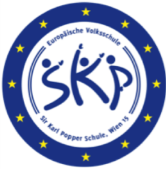 Europäische Volksschule
SKP
Sir Karl Popper Schule, Wien 15